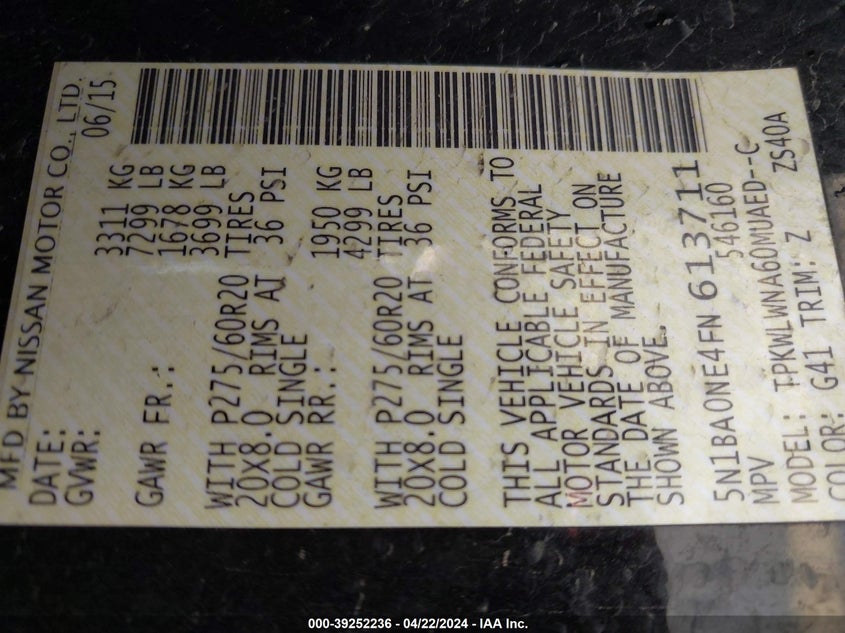 MFD BY NISSAN MOTOR CO., LTD.
DATE: 06/15
GVWR: 3311 KG
7299 LB
GAWR FR.: 1678 KG
3699 LB
WITH P275/60R20 TIRES
20X8.0 RIMS AT 36 PSI
COLD SINGLE
GAWR RR.: 1950 KG
4299 LB
WITH P275/60R20 TIRES
20X8.0 RIMS AT 36 PSI
COLD SINGLE
THIS VEHICLE CONFORMS TO
ALL APPLICABLE FEDERAL
MOTOR VEHICLE SAFETY
STANDARDS IN EFFECT ON
THE DATE OF MANUFACTURE
SHOWN ABOVE.
5N1BA0NE4FN 613711
MPV 546160
MODEL: TPKWLWNA60MUAED--C
COLOR: G41 TRIM: Z ZS40A
000-39252236 - 04/22/2024 - IAA Inc.